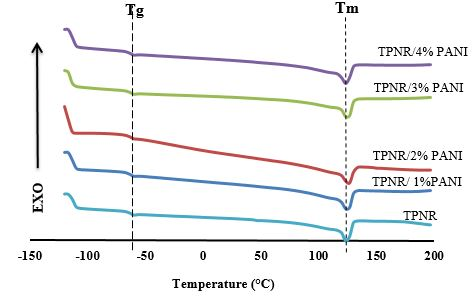 Tg Tm
TPNR/4% PANI
TPNR/3% PANI
TPNR/2% PANI
TPNR/ 1%PANI
TPNR
EXO
-150 -100 -50 0 50 100 150 200
Temperature (°C)